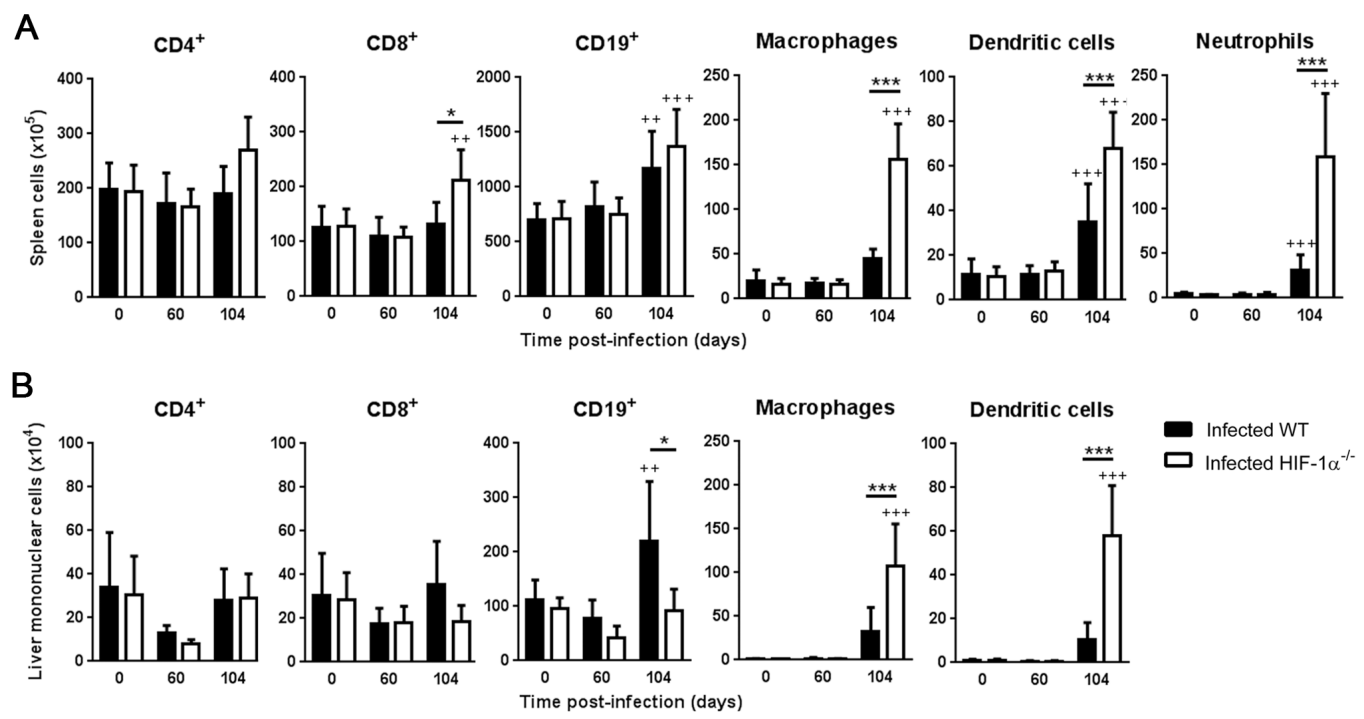 A
CD4+
CD8+
CD19+
Macrophages
Dendritic cells
Neutrophils
Spleen cells (x10^5)
400
300
200
100
0
0 60 104
400
300
200
100
0
*
++
0 60 104
2000
1500
1000
500
0
++ +++
0 60 104
250
200
150
100
50
0
***
+++
0 60 104
100
80
60
40
20
0
***
+++ +++
0 60 104
250
200
150
100
50
0
***
+++ +++
0 60 104
Time post-infection (days)
B
CD4+
CD8+
CD19+
Macrophages
Dendritic cells
Liver mononuclear cells (x10^4)
100
80
60
40
20
0
0 60 104
100
80
60
40
20
0
0 60 104
400
300
200
100
0
*
++
0 60 104
250
200
150
100
50
0
***
+++
0 60 104
100
80
60
40
20
0
***
+++
0 60 104
Time post-infection (days)
Infected WT
Infected HIF-1α-/-